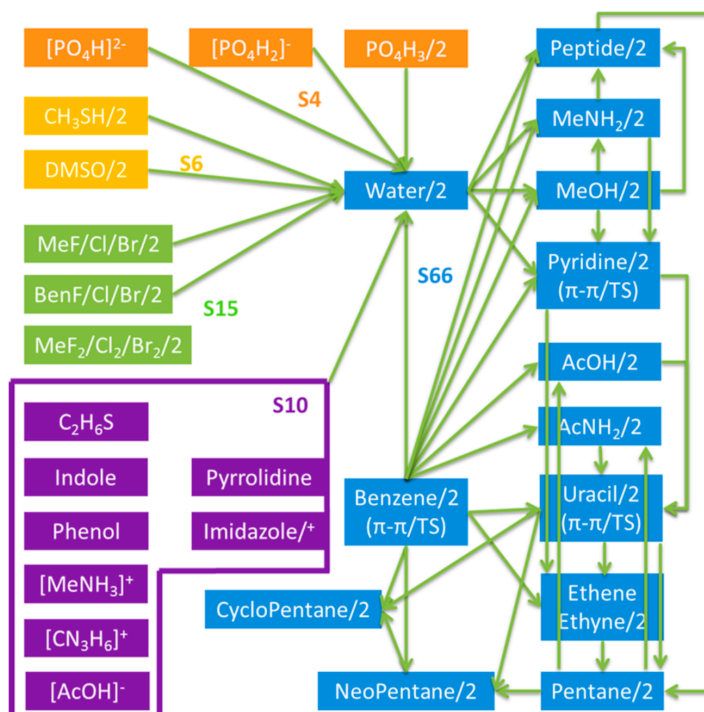 [PO₄H]²⁻
[PO₄H₂]⁻
PO₄H₃/2
Peptide/2
S4
CH₃SH/2
MeNH₂/2
S6
DMSO/2
Water/2
MeOH/2
MeF/Cl/Br/2
Pyridine/2
(π-π/TS)
S66
BenF/Cl/Br/2
S15
MeF₂/Cl₂/Br₂/2
AcOH/2
S10
C₂H₆S
AcNH₂/2
Indole
Pyrrolidine
Benzene/2
(π-π/TS)
Uracil/2
(π-π/TS)
Phenol
Imidazole/⁺
[MeNH₃]⁺
CycloPentane/2
Ethene
Ethyne/2
[CN₃H₆]⁺
[AcOH]⁻
NeoPentane/2
Pentane/2